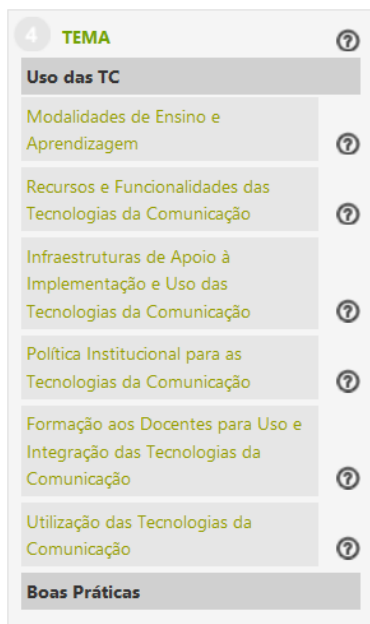 4 TEMA
Uso das TC
Modalidades de Ensino e
Aprendizagem
Recursos e Funcionalidades das
Tecnologias da Comunicação
Infraestruturas de Apoio à
Implementação e Uso das
Tecnologias da Comunicação
Política Institucional para as
Tecnologias da Comunicação
Formação aos Docentes para Uso e
Integração das Tecnologias da
Comunicação
Utilização das Tecnologias da
Comunicação
Boas Práticas